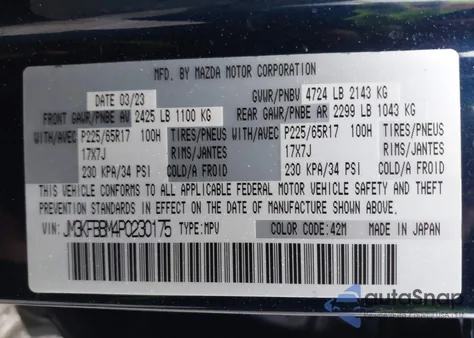 MFD. BY MAZDA MOTOR CORPORATION
DATE 03/23 GVWR/PNBV 4724 LB 2143 KG
FRONT GAWR/PNBE AV 2425 LB 1100 KG REAR GAWR/PNBE AR 2299 LB 1043 KG
WITH/AVEC P225/65R17 100H TIRES/PNEUS WITH/AVEC P225/65R17 100H TIRES/PNEUS
17X7J RIMS/JANTES 17X7J RIMS/JANTES
230 KPA/34 PSI COLD/A FROID 230 KPA/34 PSI COLD/A FROID
THIS VEHICLE CONFORMS TO ALL APPLICABLE FEDERAL MOTOR VEHICLE SAFETY AND THEFT
PREVENTION STANDARDS IN EFFECT ON THE DATE OF MANUFACTURE SHOWN ABOVE.
VIN: JM3KFBBM4P0230175 TYPE:MPV COLOR CODE:42M MADE IN JAPAN
autoSnap